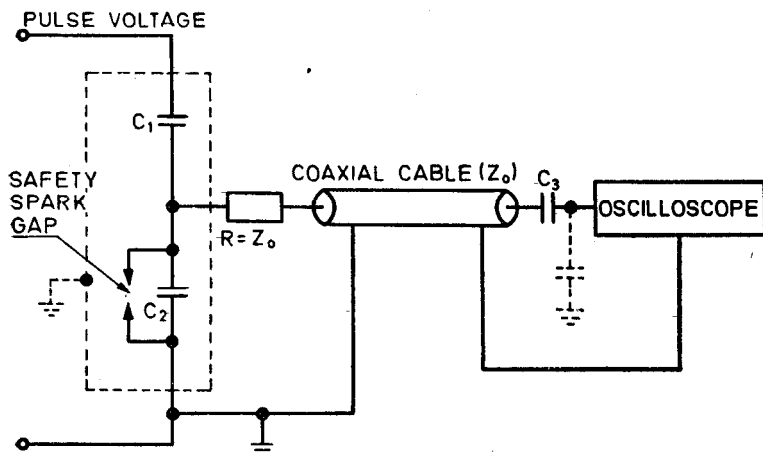 PULSE VOLTAGE
C₁
SAFETY
SPARK
GAP
COAXIAL CABLE (Z₀)
C₃
OSCILLOSCOPE
R=Z₀
C₂